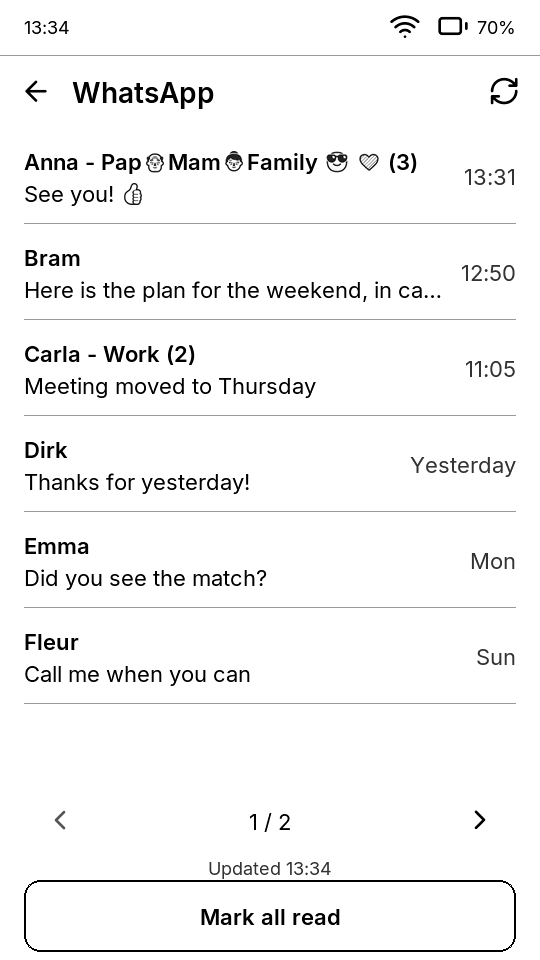 13:34
70%
WhatsApp
Anna - Pap👴Mam👵Family 😎 🤍 (3)
13:31
See you! 👍
Bram
12:50
Here is the plan for the weekend, in ca...
Carla - Work (2)
11:05
Meeting moved to Thursday
Dirk
Yesterday
Thanks for yesterday!
Emma
Mon
Did you see the match?
Fleur
Sun
Call me when you can
1 / 2
Updated 13:34
Mark all read